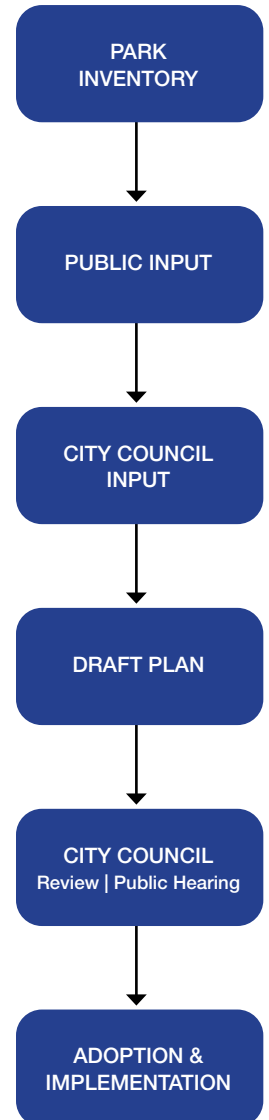 PARK
INVENTORY
PUBLIC INPUT
CITY COUNCIL
INPUT
DRAFT PLAN
CITY COUNCIL
Review | Public Hearing
ADOPTION &
IMPLEMENTATION